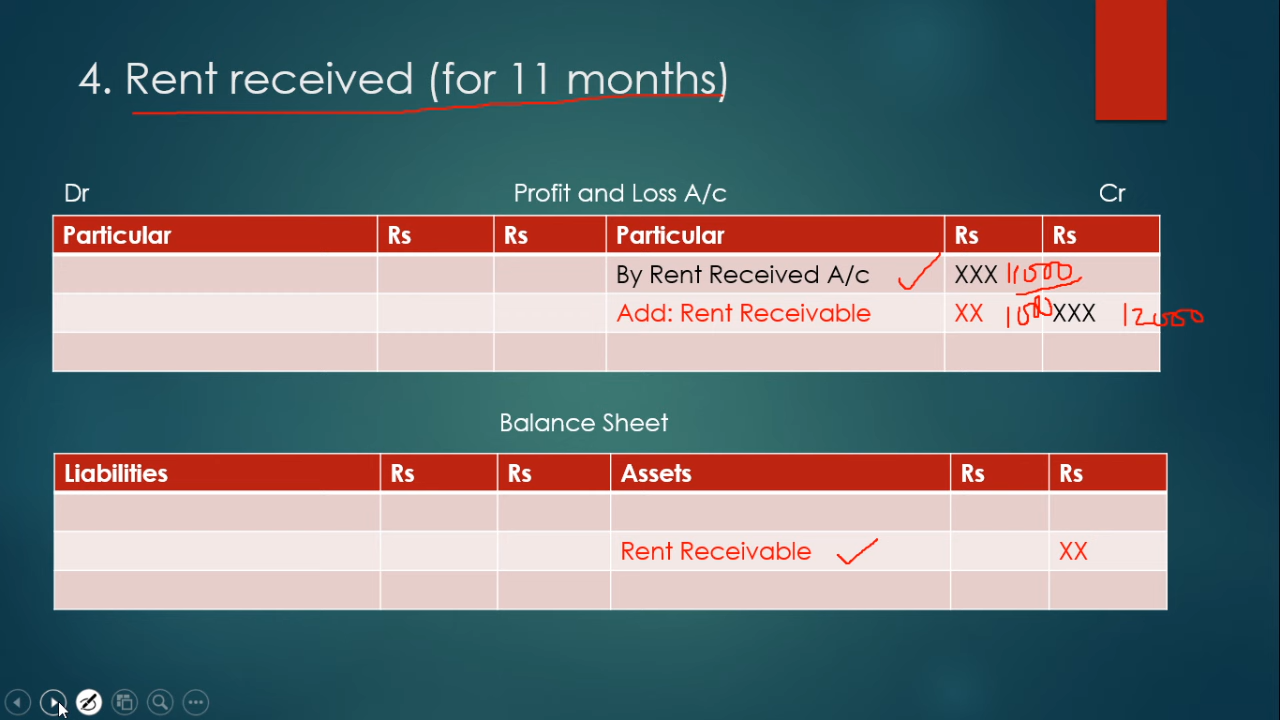 4. Rent received (for 11 months)
Dr Profit and Loss A/c Cr
Particular Rs Rs Particular Rs Rs
By Rent Received A/c XXX 11000
Add: Rent Receivable XX 1000 XXX 12000
Balance Sheet
Liabilities Rs Rs Assets Rs Rs
Rent Receivable XX